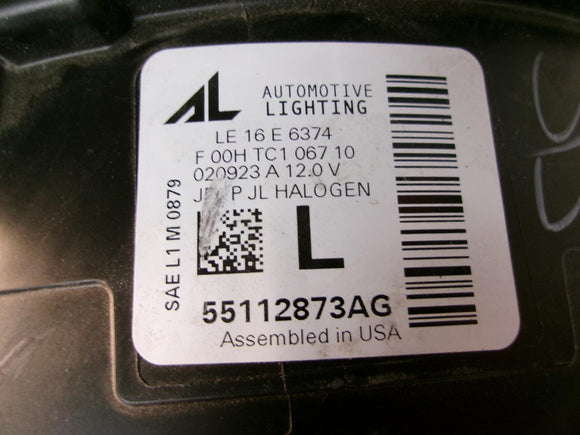 AL AUTOMOTIVE
LIGHTING
LE 16 E 6374
F 00H TC1 067 10
020923 A 12.0 V
JL HALOGEN
SAE L1 M 0879
L
55112873AG
Assembled in USA